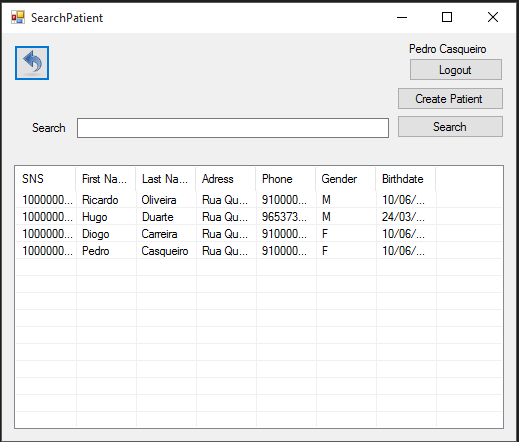 SearchPatient
Pedro Casqueiro
Logout
Create Patient
Search Search
SNS First Na... Last Na... Adress Phone Gender Birthdate
1000000... Ricardo Oliveira Rua Qu... 910000... M 10/06/...
1000000... Hugo Duarte Rua Qu... 965373... M 24/03/...
1000000... Diogo Carreira Rua Qu... 910000... F 10/06/...
1000000... Pedro Casqueiro Rua Qu... 910000... F 10/06/...